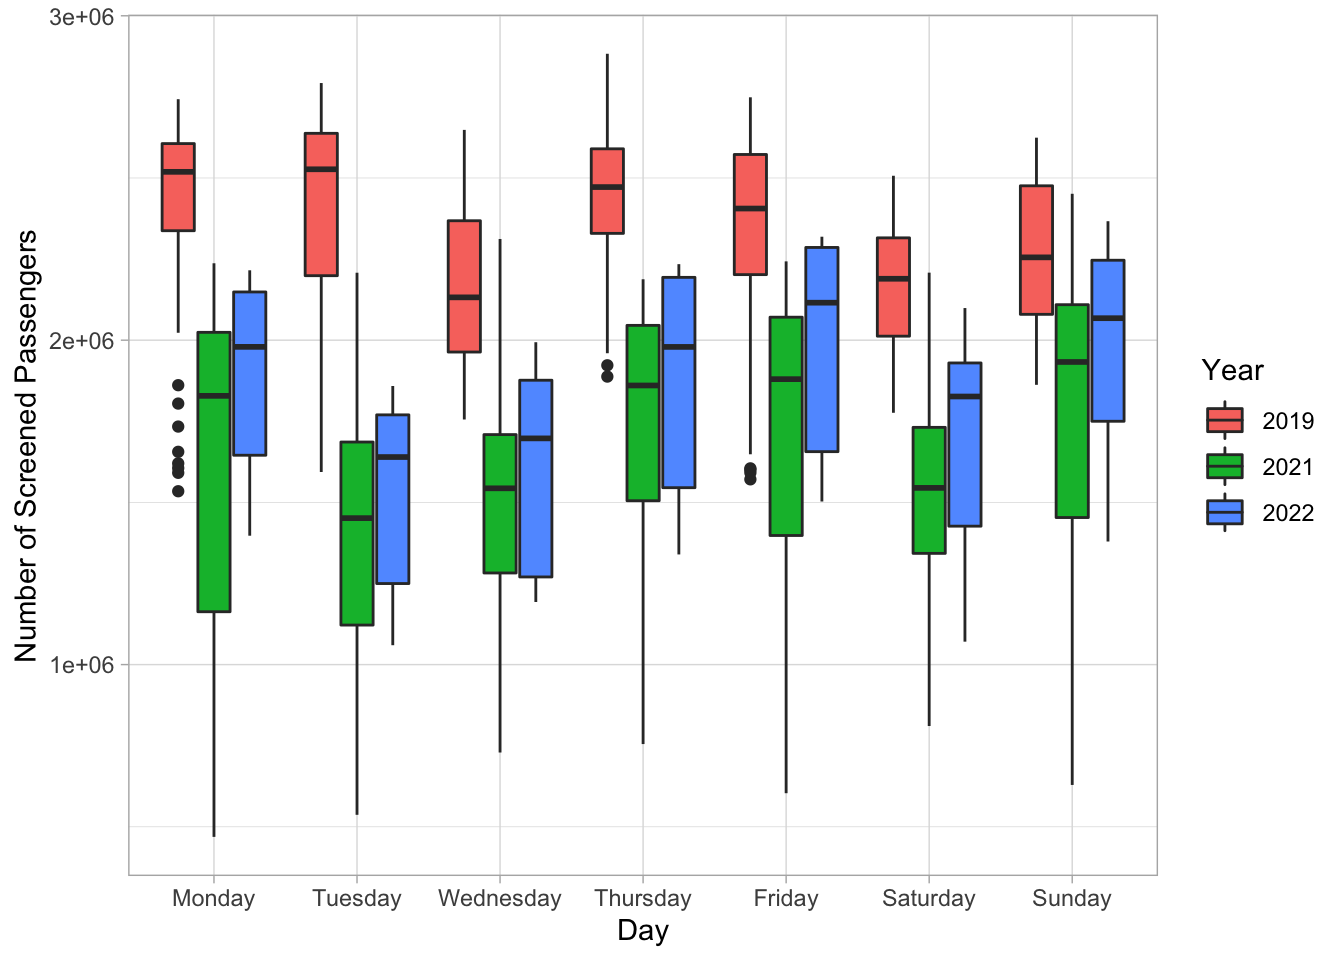 Number of Screened Passengers
3e+06
2e+06
1e+06
Monday
Tuesday
Wednesday
Thursday
Friday
Saturday
Sunday
Day
Year
2019
2021
2022